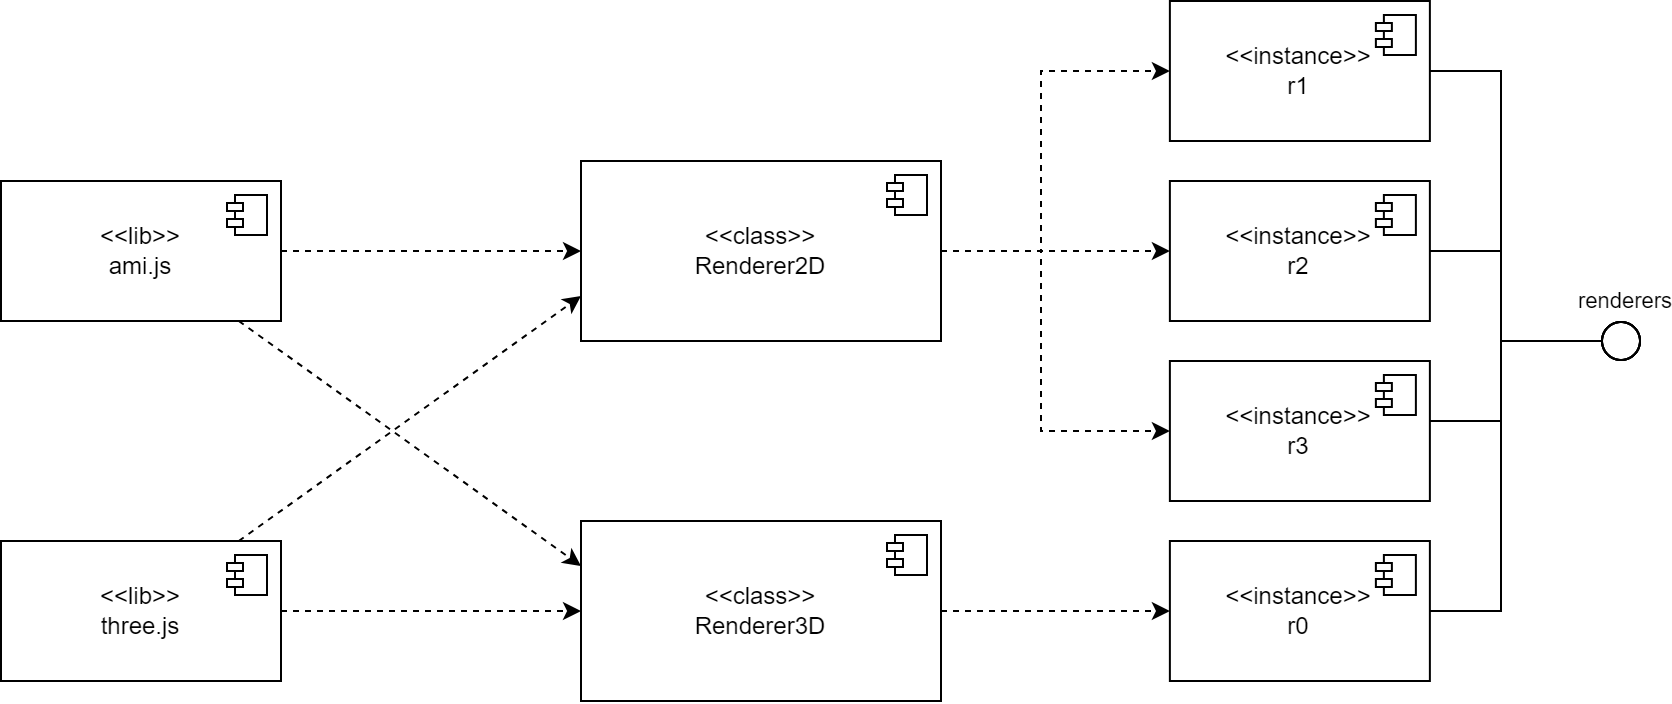 <<instance>>
r1
<<lib>>
ami.js
<<class>>
Renderer2D
<<instance>>
r2
renderers
<<instance>>
r3
<<lib>>
three.js
<<class>>
Renderer3D
<<instance>>
r0